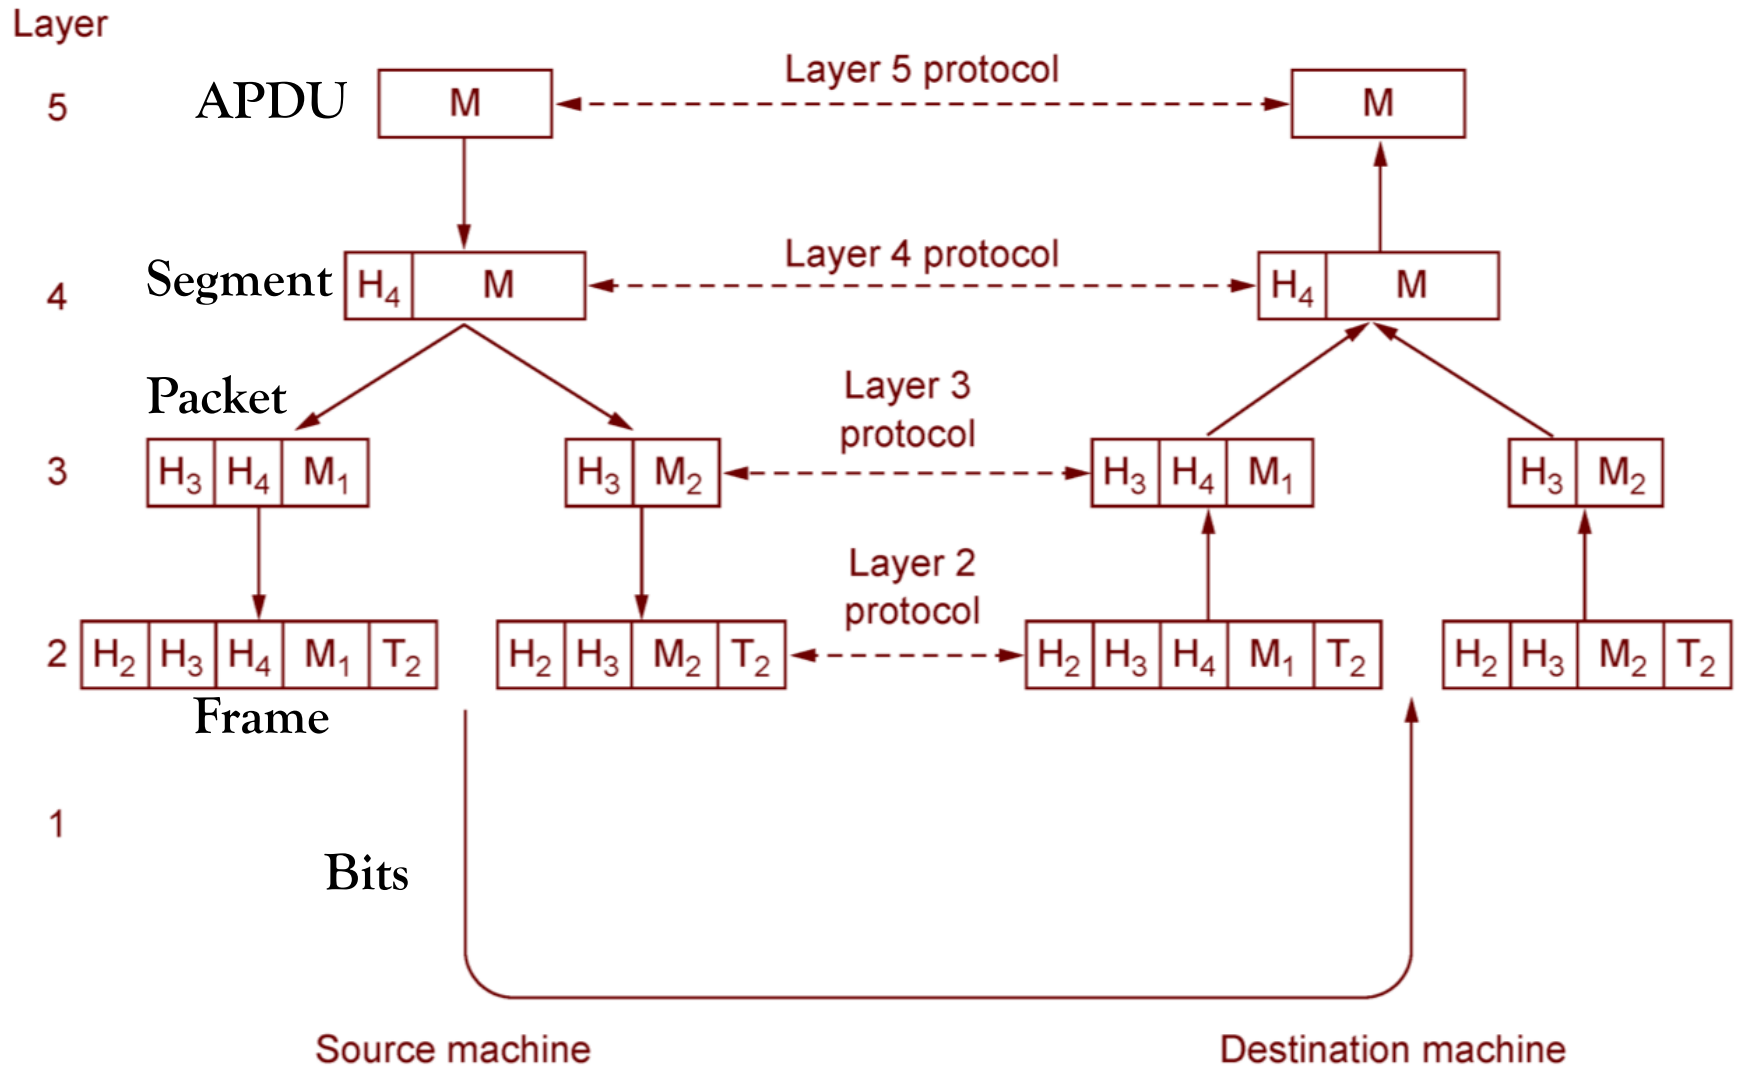 Layer
5 APDU M Layer 5 protocol M
4 Segment H4 M Layer 4 protocol H4 M
Packet
Layer 3
protocol
3 H3 H4 M1 H3 M2 H3 H4 M1 H3 M2
Layer 2
protocol
2 H2 H3 H4 M1 T2 H2 H3 M2 T2 H2 H3 H4 M1 T2 H2 H3 M2 T2
Frame
1
Bits
Source machine Destination machine